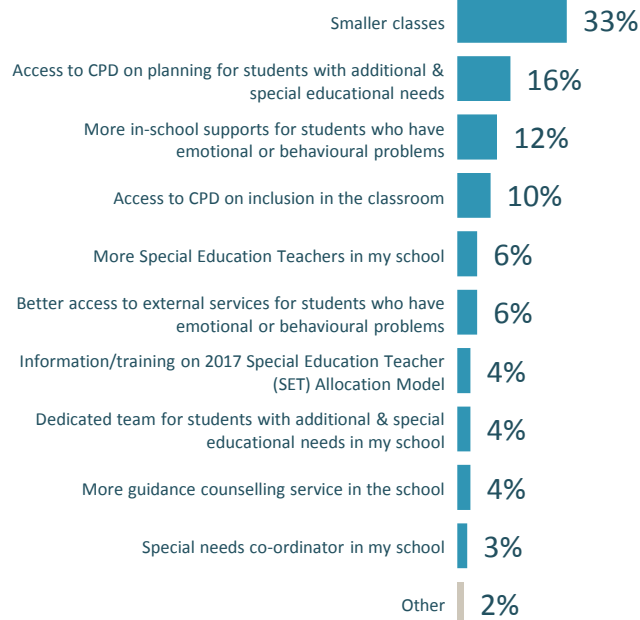 Smaller classes 33%
Access to CPD on planning for students with additional &
special educational needs 16%
More in-school supports for students who have
emotional or behavioural problems 12%
Access to CPD on inclusion in the classroom 10%
More Special Education Teachers in my school 6%
Better access to external services for students who have
emotional or behavioural problems 6%
Information/training on 2017 Special Education Teacher
(SET) Allocation Model 4%
Dedicated team for students with additional & special
educational needs in my school 4%
More guidance counselling service in the school 4%
Special needs co-ordinator in my school 3%
Other 2%